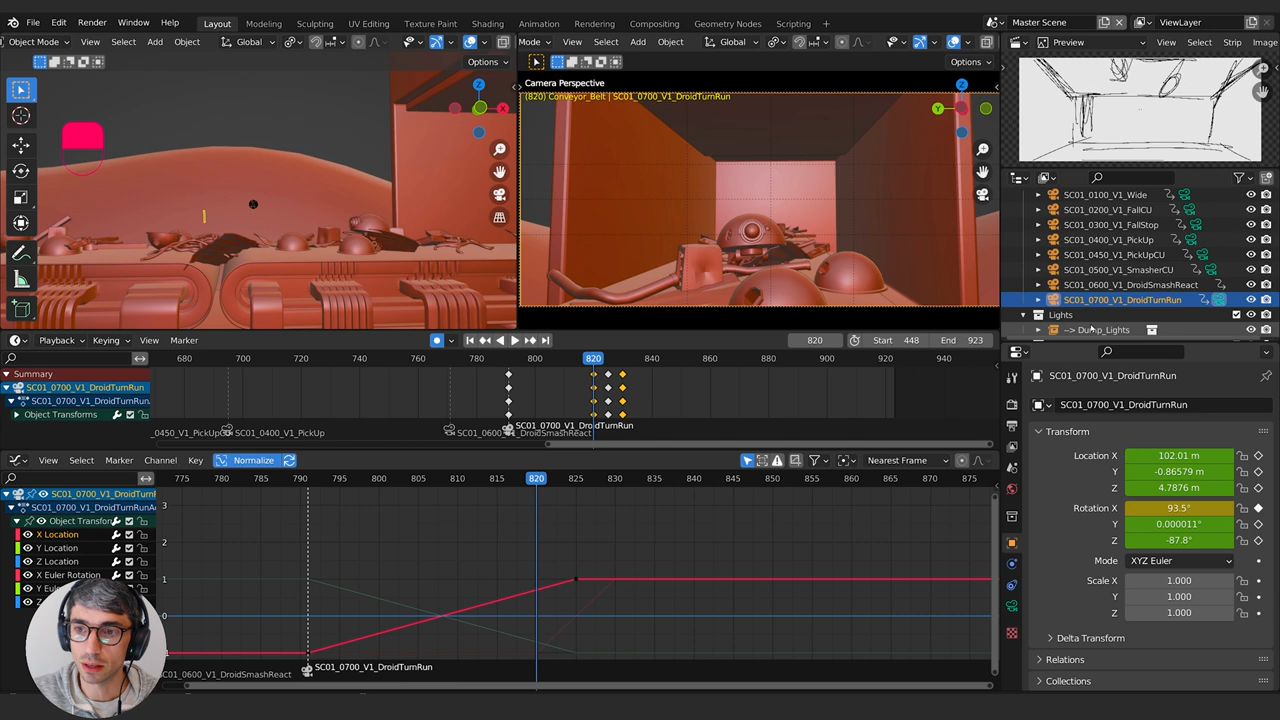 File Edit Render Window Help Layout Modeling Sculpting UV Editing Texture Paint Shading Animation Rendering Compositing Geometry Nodes Scripting + Master Scene ViewLayer
Object Mode View Select Add Object Global
Mode View Select Add Object Global
Preview View Select Strip Image
Options
Options
Camera Perspective
(820) Conveyor_Belt | SC01_0700_V1_DroidTurnRun
Z
X
Z
Y
SC01_0100_V1_Wide
SC01_0200_V1_FallCU
SC01_0300_V1_FallStop
SC01_0400_V1_PickUp
SC01_0450_V1_PickUpCU
SC01_0500_V1_SmasherCU
SC01_0600_V1_DroidSmashReact
SC01_0700_V1_DroidTurnRun
Lights
--> Dump_Lights
Playback Keying View Marker 820 Start 448 End 923
680 700 720 740 760 780 800 820 840 860 880 900 920 940
Summary
SC01_0700_V1_DroidTurnRun
SC01_0700_V1_DroidTurnRun
Object Transforms
SC01_0700_V1_DroidTurnRun
_0450_V1_PickUp SC01_0400_V1_PickUp SC01_0600_V1_DroidSmashReact
View Select Marker Channel Key Normalize Nearest Frame
775 785 790 795 800 805 810 815 820 825 830 835 840 845 850 855 860 865 870 875
SC01_0700_V1_DroidTurnF
SC01_0700_V1_DroidTurnRunA
Object Transfor
X Location
Y Location
Z Location
X Euler Rotation
3
2
1
0
SC01_0700_V1_DroidTurnRun
SC01_0600_V1_DroidSmashReact
SC01_0700_V1_DroidTurnRun
SC01_0700_V1_DroidTurnRun
Transform
Location X 102.01 m
Y -0.86579 m
Z 4.7876 m
Rotation X 93.5°
Y 0.000011°
Z -87.8°
Mode XYZ Euler
Scale X 1.000
Y 1.000
Z 1.000
Delta Transform
Relations
Collections